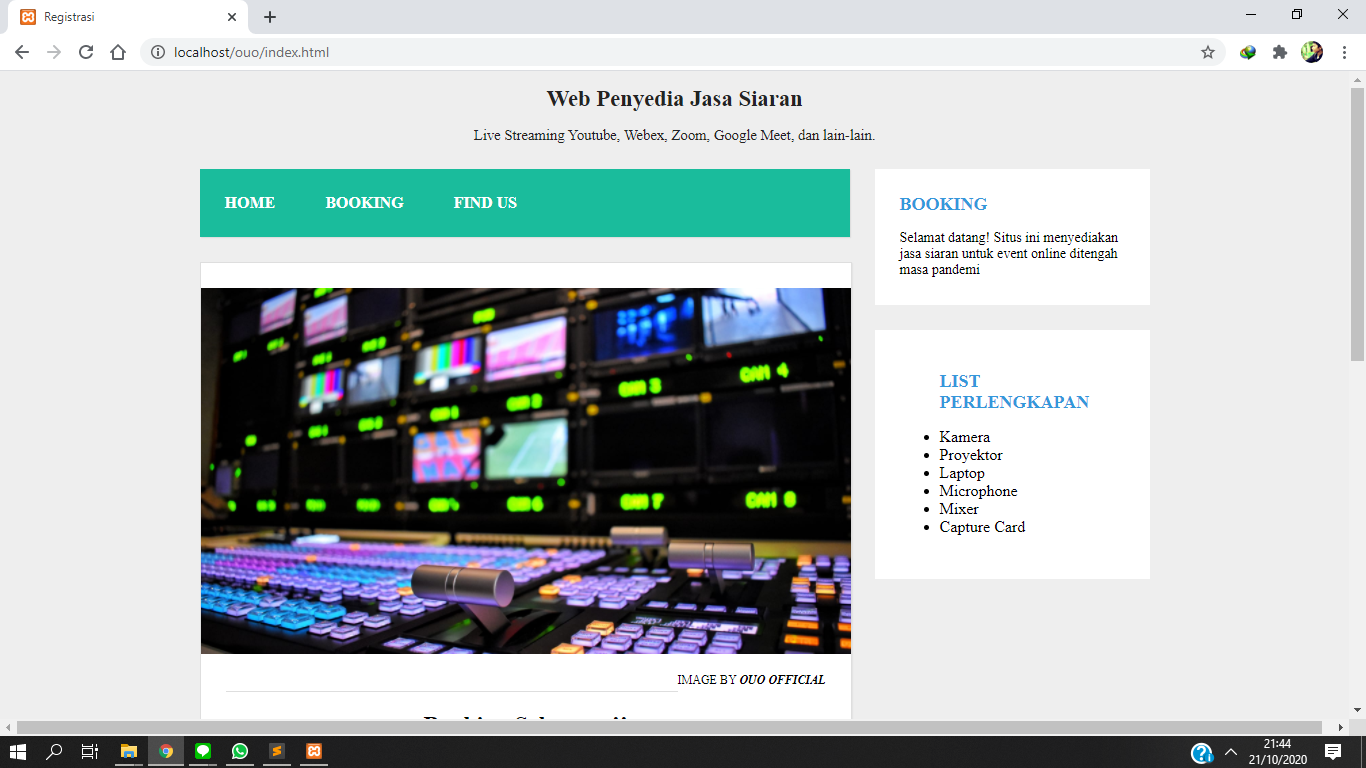 Registrasi
localhost/ouo/index.html
Web Penyedia Jasa Siaran
Live Streaming Youtube, Webex, Zoom, Google Meet, dan lain-lain.
HOME BOOKING FIND US
BOOKING
Selamat datang! Situs ini menyediakan
jasa siaran untuk event online ditengah
masa pandemi
CAM 3 CAM 4
CAM 7 CAM 8
LIST
PERLENGKAPAN
Kamera
Proyektor
Laptop
Microphone
Mixer
Capture Card
IMAGE BY OUO OFFICIAL
21:44
21/10/2020